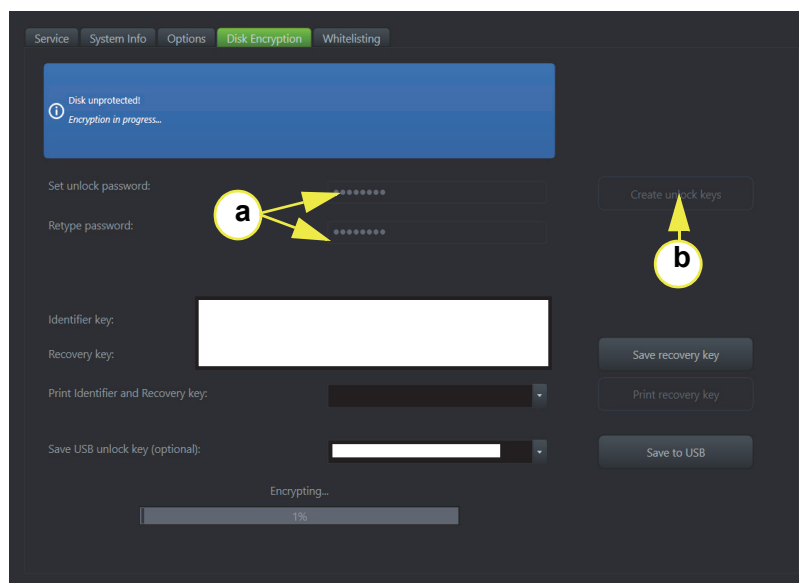 Service System Info Options Disk Encryption Whitelisting
Disk unprotected!
Encryption in progress...
Set unlock password: ●●●●●●●● Create unlock keys
a
Retype password: ●●●●●●●●
b
Identifier key:
Recovery key: Save recovery key
Print Identifier and Recovery key: Print recovery key
Save USB unlock key (optional): Save to USB
Encrypting...
1%